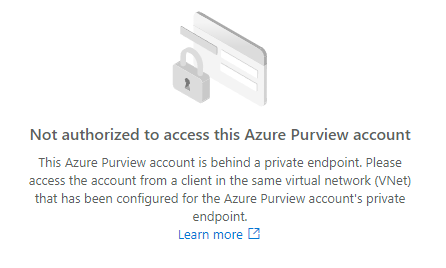 Not authorized to access this Azure Purview account
This Azure Purview account is behind a private endpoint. Please
access the account from a client in the same virtual network (VNet)
that has been configured for the Azure Purview account's private
endpoint.
Learn more